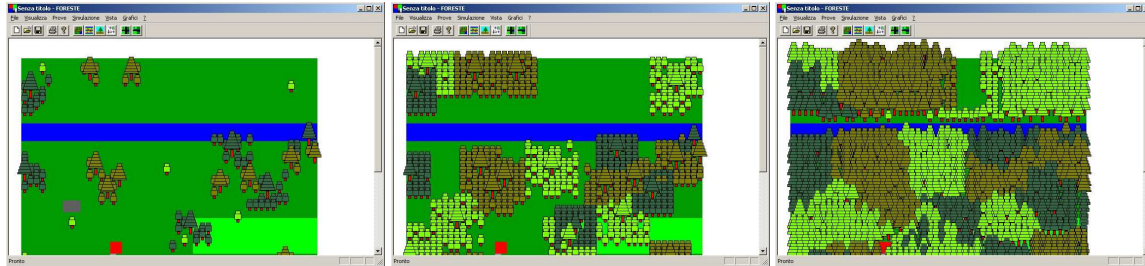 Senza titolo - FORESTE
File Visualizza Prove Simulazione Vista Grafici ?
Pronto
Senza titolo - FORESTE
File Visualizza Prove Simulazione Vista Grafici ?
Pronto
Senza titolo - FORESTE
File Visualizza Prove Simulazione Vista Grafici ?
Pronto